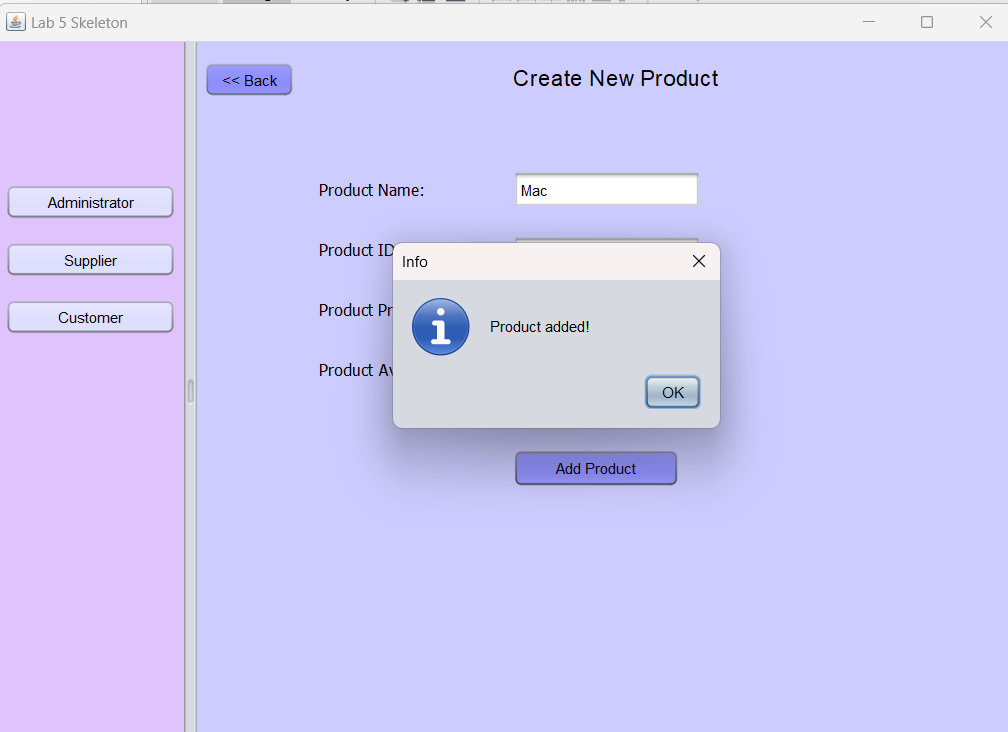 Lab 5 Skeleton
<< Back
Create New Product
Administrator
Supplier
Customer
Product Name:
Mac
Product ID
Product Pr
Product Av
Info
Product added!
OK
Add Product